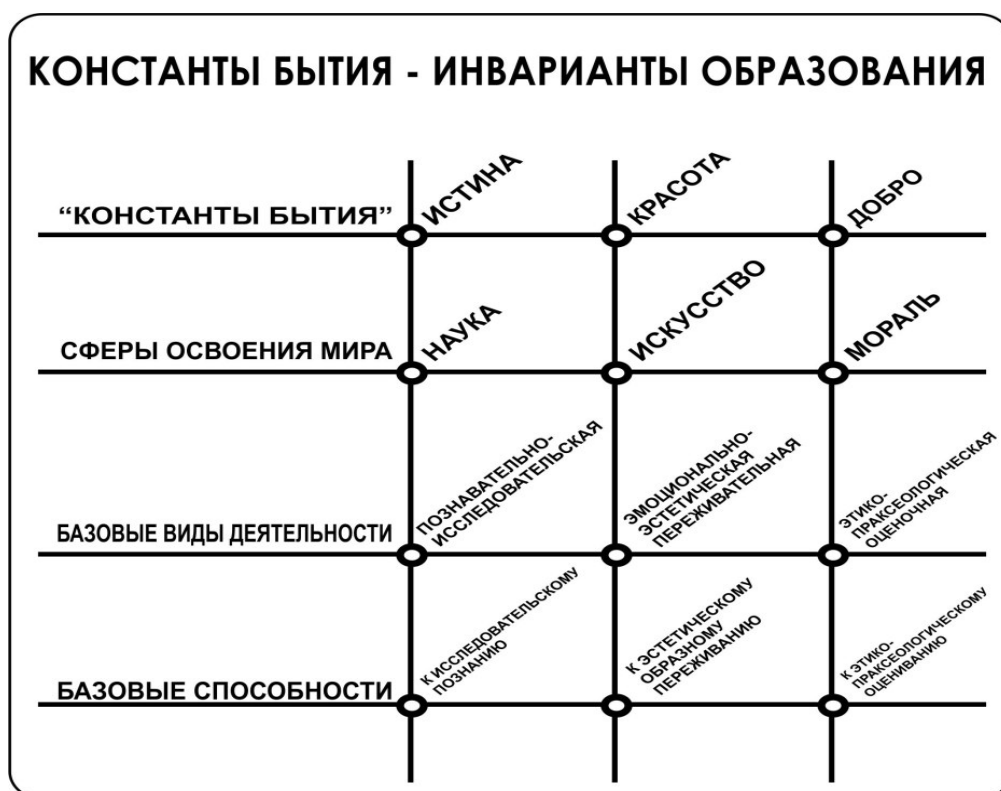 КОНСТАНТЫ БЫТИЯ - ИНВАРИАНТЫ ОБРАЗОВАНИЯ
“КОНСТАНТЫ БЫТИЯ”
ИСТИНА
КРАСОТА
ДОБРО
СФЕРЫ ОСВОЕНИЯ МИРА
НАУКА
ИСКУССТВО
МОРАЛЬ
БАЗОВЫЕ ВИДЫ ДЕЯТЕЛЬНОСТИ
ПОЗНАВАТЕЛЬНО-
ИССЛЕДОВАТЕЛЬСКАЯ
ЭМОЦИОНАЛЬНО-
ЭСТЕТИЧЕСКАЯ
ПЕРЕЖИВАТЕЛЬНАЯ
ЭТИКО-
ПРАКСЕОЛОГИЧЕСКАЯ
ОЦЕНОЧНАЯ
БАЗОВЫЕ СПОСОБНОСТИ
К ИССЛЕДОВАТЕЛЬСКОМУ
ПОЗНАНИЮ
К ЭСТЕТИЧЕСКОМУ
ОБРАЗНОМУ
ПЕРЕЖИВАНИЮ
К ЭТИКО-
ПРАКСЕОЛОГИЧЕСКОМУ
ОЦЕНИВАНИЮ